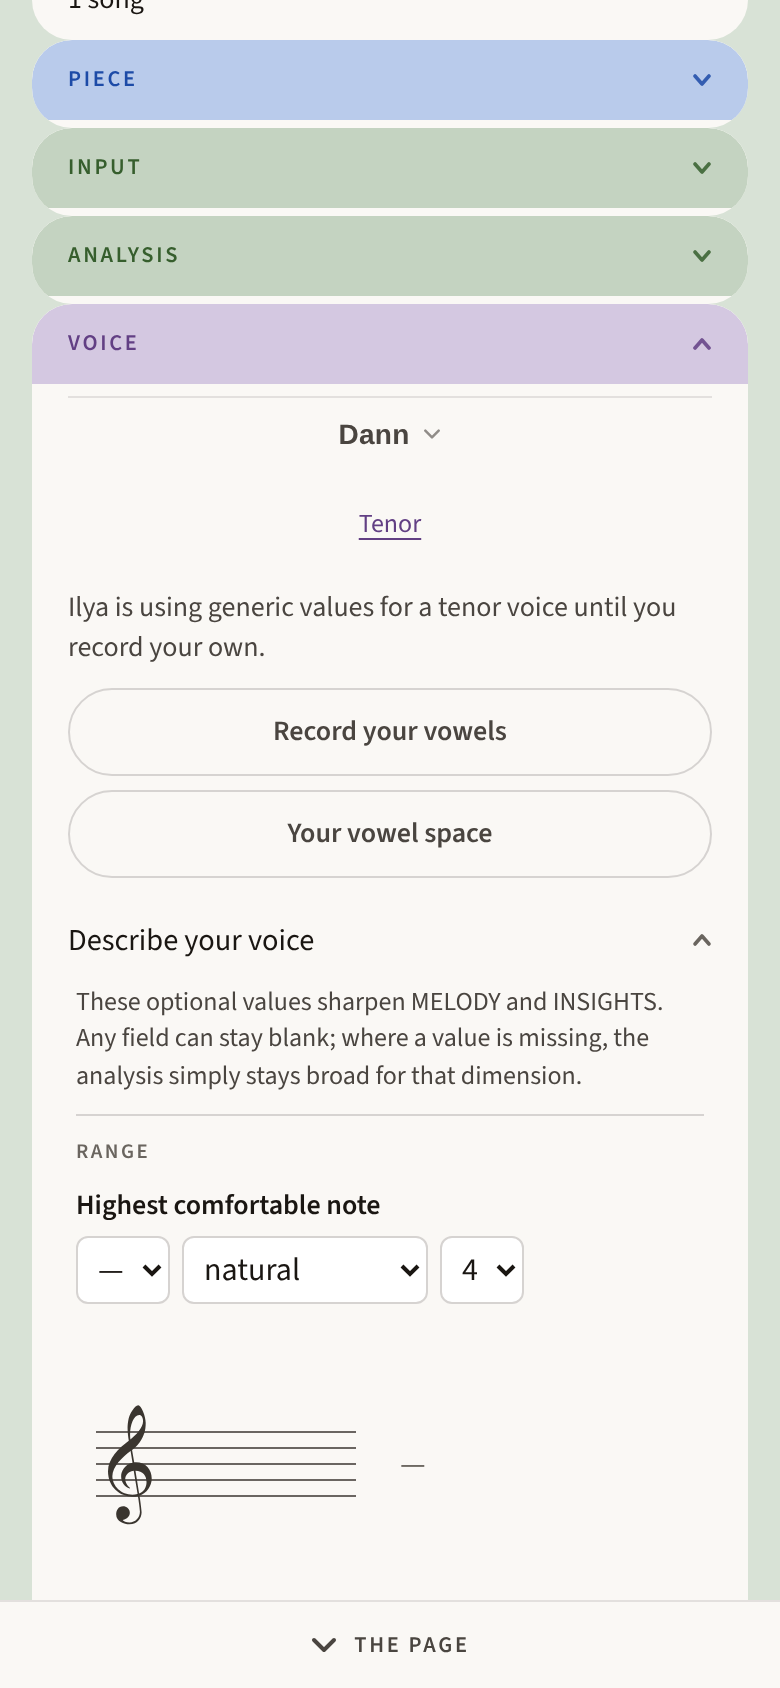 1 song
PIECE
INPUT
ANALYSIS
VOICE
Dann
Tenor
Ilya is using generic values for a tenor voice until you
record your own.
Record your vowels
Your vowel space
Describe your voice
These optional values sharpen MELODY and INSIGHTS.
Any field can stay blank; where a value is missing, the
analysis simply stays broad for that dimension.
RANGE
Highest comfortable note
— natural 4
—
THE PAGE